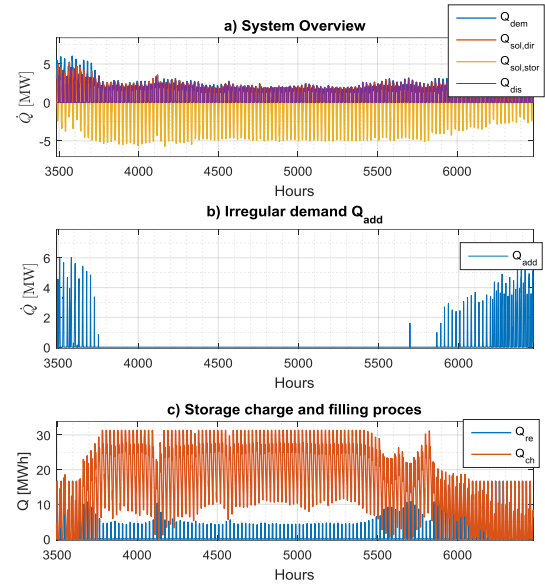 a) System Overview
Q_dem
Q_sol,dir
Q_sol,stor
Q_dis
Q̇ [MW]
5
0
-5
3500 4000 4500 5000 5500 6000
Hours
b) Irregular demand Q_add
Q_add
Q̇ [MW]
6
4
2
0
3500 4000 4500 5000 5500 6000
Hours
c) Storage charge and filling proces
Q_re
Q_ch
Q [MWh]
30
20
10
0
3500 4000 4500 5000 5500 6000
Hours